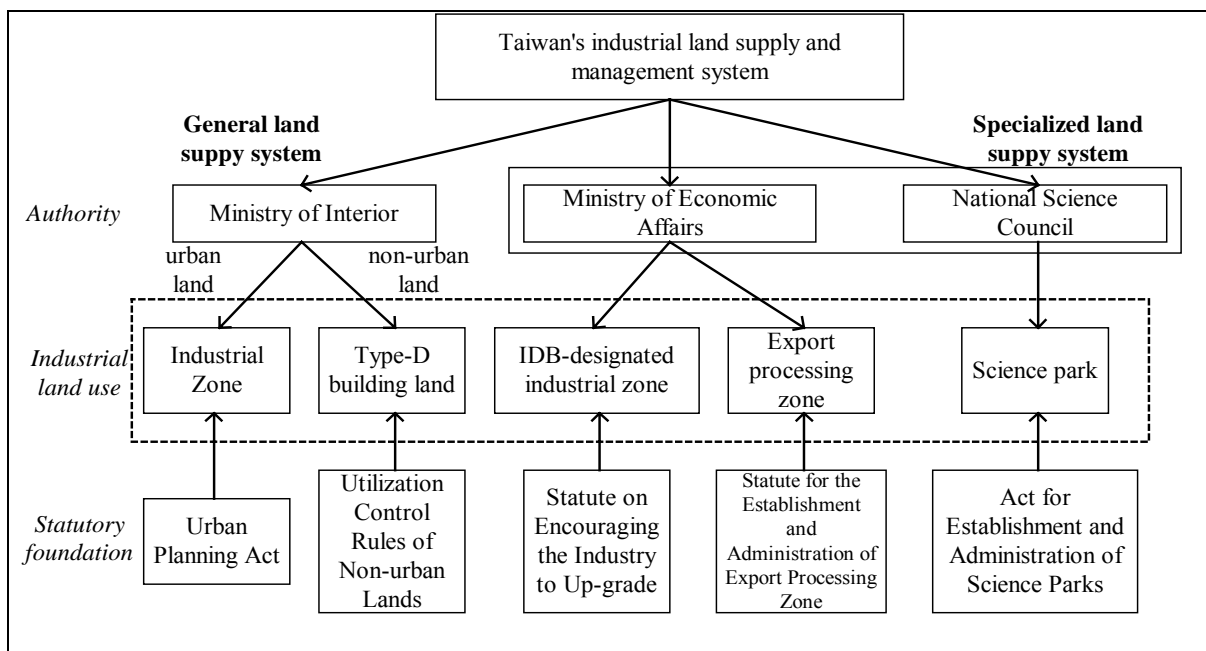 Taiwan's industrial land supply and
management system
General land
suppy system
Specialized land
supply system
Authority
Ministry of Interior
Ministry of Economic
Affairs
National Science
Council
urban
land
non-urban
land
Industrial
land use
Industrial
Zone
Type-D
building land
IDB-designated
industrial zone
Export
processing
zone
Science park
Statutory
foundation
Urban
Planning Act
Utilization
Control
Rules of
Non-urban
Lands
Statute on
Encouraging
the Industry
to Up-grade
Statute for the
Establishment
and
Administration of
Export Processing
Zone
Act for
Establishment and
Administration of
Science Parks